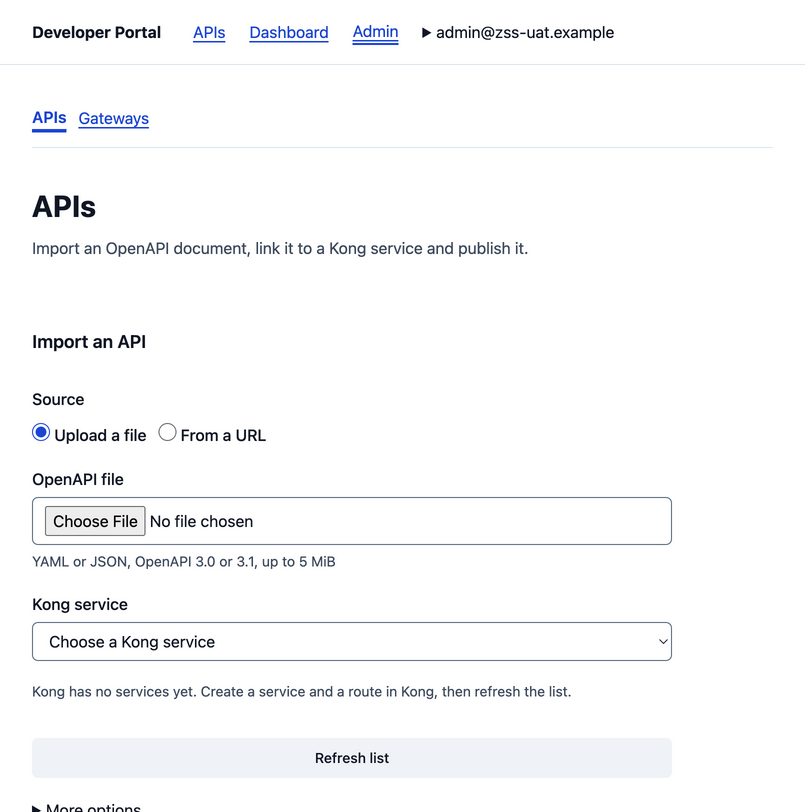 Developer Portal APIs Dashboard Admin ▶ admin@zss-uat.example
APIs Gateways
APIs
Import an OpenAPI document, link it to a Kong service and publish it.
Import an API
Source
Upload a file From a URL
OpenAPI file
Choose File No file chosen
YAML or JSON, OpenAPI 3.0 or 3.1, up to 5 MiB
Kong service
Choose a Kong service
Kong has no services yet. Create a service and a route in Kong, then refresh the list.
Refresh list
▶ More options